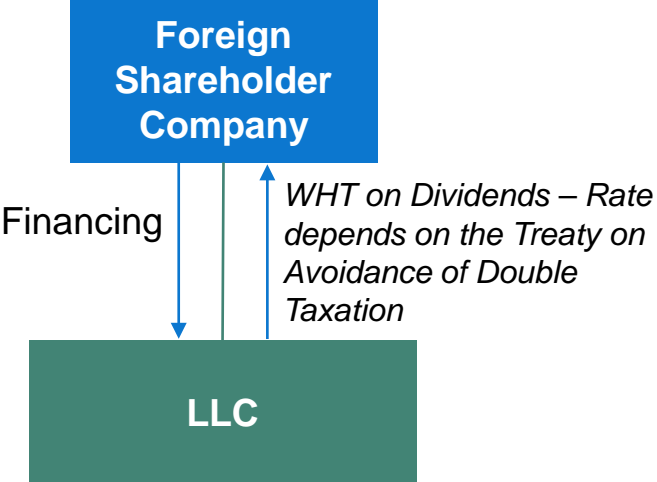 Foreign
Shareholder
Company
Financing
WHT on Dividends – Rate
depends on the Treaty on
Avoidance of Double
Taxation
LLC